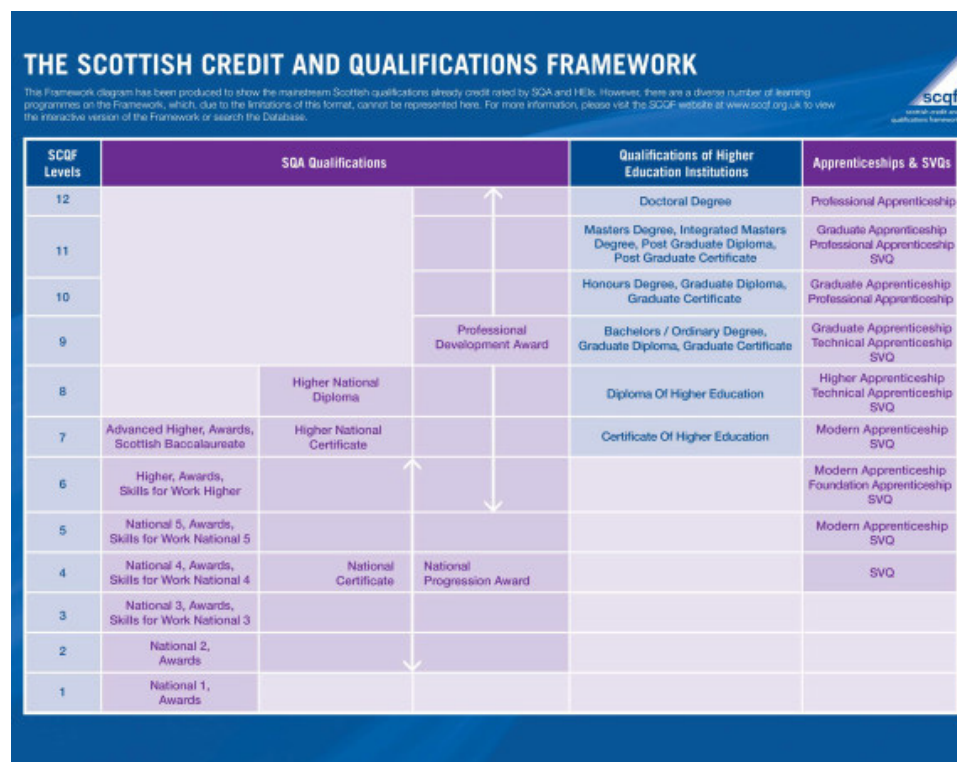 THE SCOTTISH CREDIT AND QUALIFICATIONS FRAMEWORK
This Framework diagram has been produced to show the mainstream Scottish qualifications already credit rated by SQA and HEIs. However, there are a diverse number of learning
programmes on the Framework, which, due to the limitations of this format, cannot be represented here. For more information, please visit the SCQF website at www.scqf.org.uk to view
the interactive version of the Framework or search the Database.
scqf
scottish credit and
qualifications framework
SCQF
Levels
SQA Qualifications
Qualifications of Higher
Education Institutions
Apprenticeships & SVQs
12
Doctoral Degree
Professional Apprenticeship
11
Masters Degree, Integrated Masters
Degree, Post Graduate Diploma,
Post Graduate Certificate
Graduate Apprenticeship
Professional Apprenticeship
SVQ
10
Honours Degree, Graduate Diploma,
Graduate Certificate
Graduate Apprenticeship
Professional Apprenticeship
9
Professional
Development Award
Bachelors / Ordinary Degree,
Graduate Diploma, Graduate Certificate
Graduate Apprenticeship
Technical Apprenticeship
SVQ
8
Higher National
Diploma
Diploma Of Higher Education
Higher Apprenticeship
Technical Apprenticeship
SVQ
7
Advanced Higher, Awards,
Scottish Baccalaureate
Higher National
Certificate
Certificate Of Higher Education
Modern Apprenticeship
SVQ
6
Higher, Awards,
Skills for Work Higher
Modern Apprenticeship
Foundation Apprenticeship
SVQ
5
National 5, Awards,
Skills for Work National 5
Modern Apprenticeship
SVQ
4
National 4, Awards,
Skills for Work National 4
National
Certificate
National
Progression Award
SVQ
3
National 3, Awards,
Skills for Work National 3
2
National 2,
Awards
1
National 1,
Awards